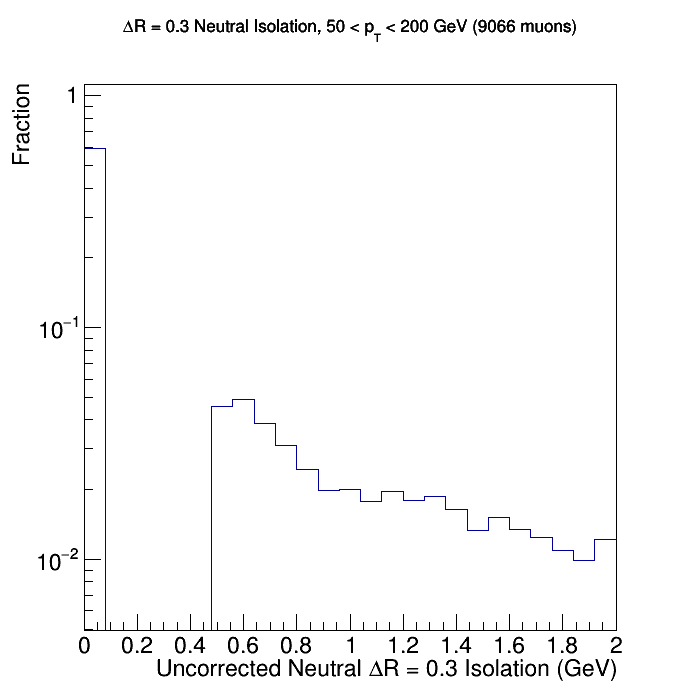 ΔR = 0.3 Neutral Isolation, 50 < p_T < 200 GeV (9066 muons)
Fraction
1
10⁻¹
10⁻²
0 0.2 0.4 0.6 0.8 1 1.2 1.4 1.6 1.8 2
Uncorrected Neutral ΔR = 0.3 Isolation (GeV)